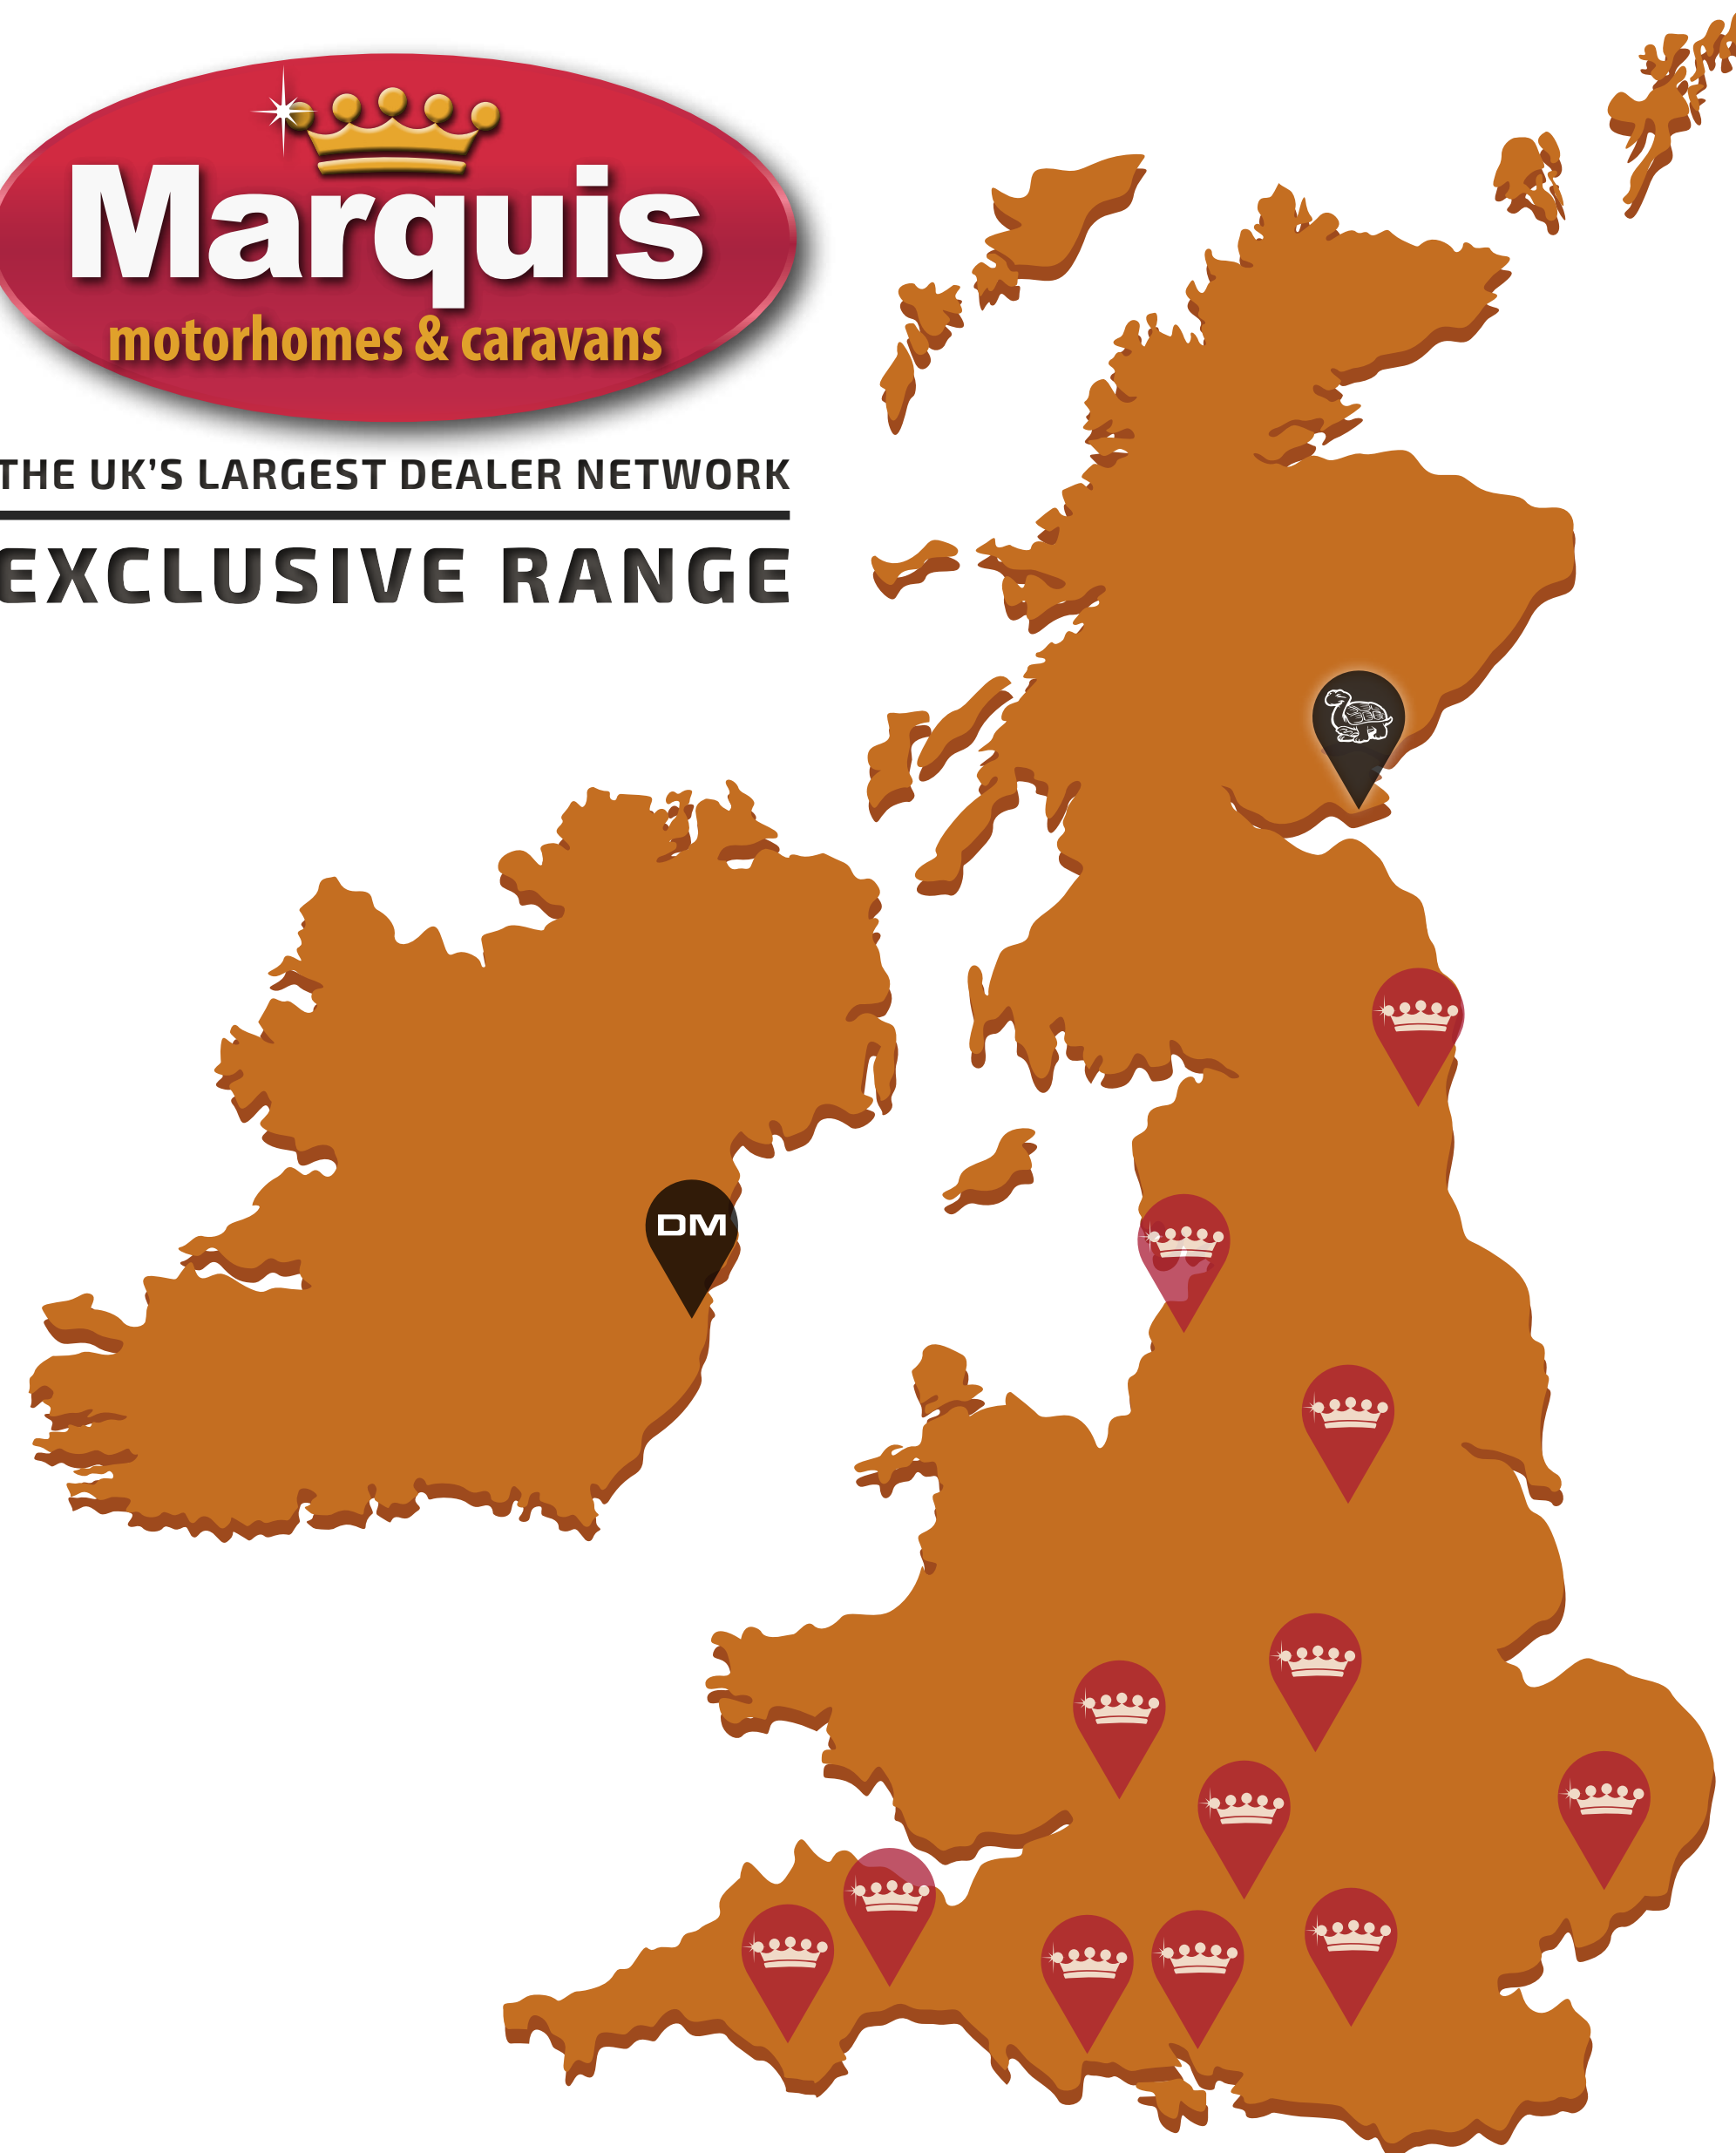 Marquis
motorhomes & caravans
THE UK'S LARGEST DEALER NETWORK
EXCLUSIVE RANGE
DM